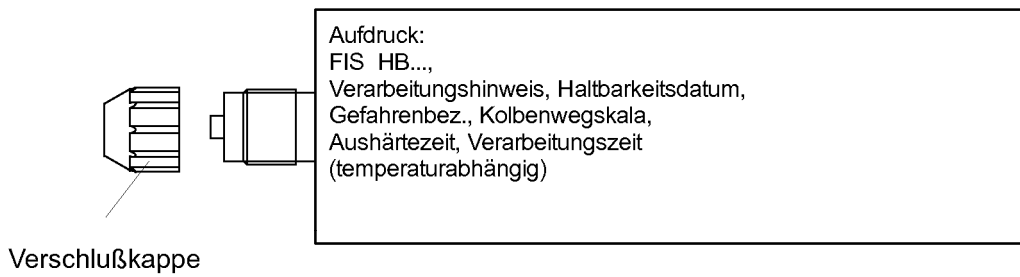 Aufdruck:
FIS HB...,
Verarbeitungshinweis, Haltbarkeitsdatum,
Gefahrenbez., Kolbenwegskala,
Aushärtezeit, Verarbeitungszeit
(temperaturabhängig)
Verschlußkappe